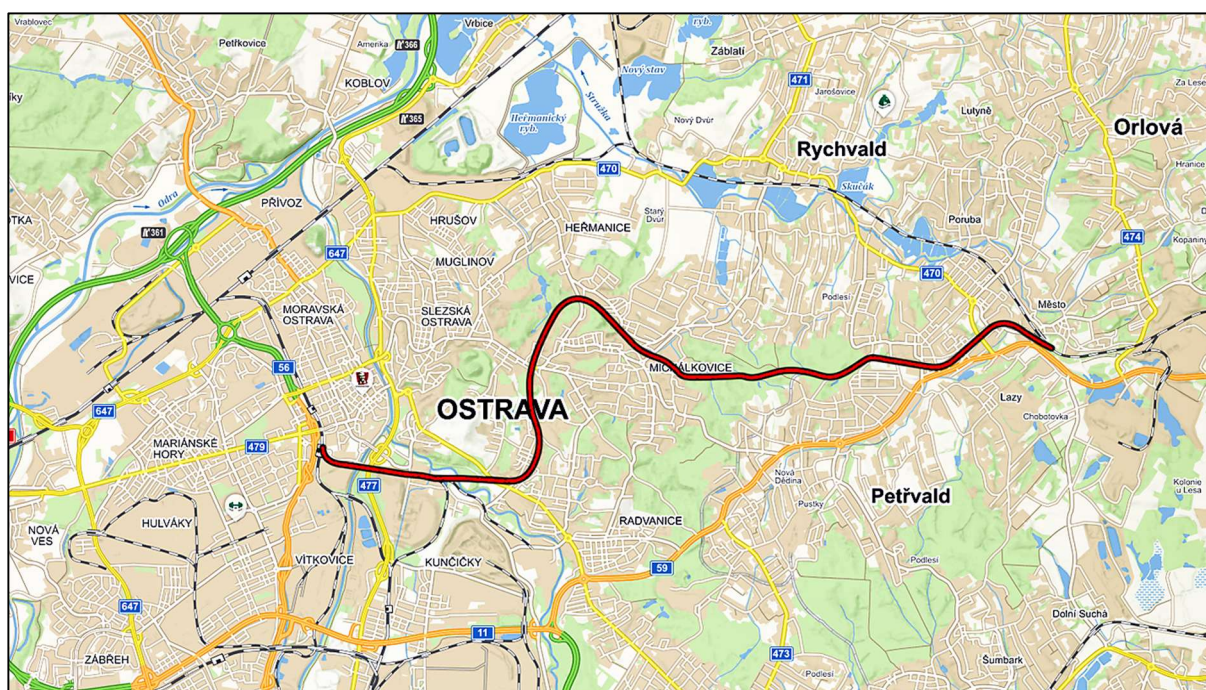 Vrablovec
Petřkovice
Amerika
Vrbice
366
KOBLOV
365
Heřmanický
ryb.
Stružka
Nový stav
Záblatí
471
Jarošovice
Lutyně
Za Lese
Orlová
Nový Dvůr
Rychvald
Hranice
470
Skučák
Odra
PŘÍVOZ
361
HRUŠOV
Starý
Dvůr
HEŘMANICE
Poruba
474
Kopaniny
647
MUGLINOV
470
VICE
MORAVSKÁ
OSTRAVA
SLEZSKÁ
OSTRAVA
Podlesí
Město
56
MICHÁLKOVICE
Lazy
647
OSTRAVA
Chobotovka
MARIÁNSKÉ
HORY
479
477
Nová
Dědina
Petřvald
Kolonie
u Lesa
Pustky
HULVÁKY
RADVANICE
NOVÁ
VES
VÍTKOVICE
KUNČIČKY
59
Podlesí
647
11
Dolní Suchá
ZÁBŘEH
473
Šumbark